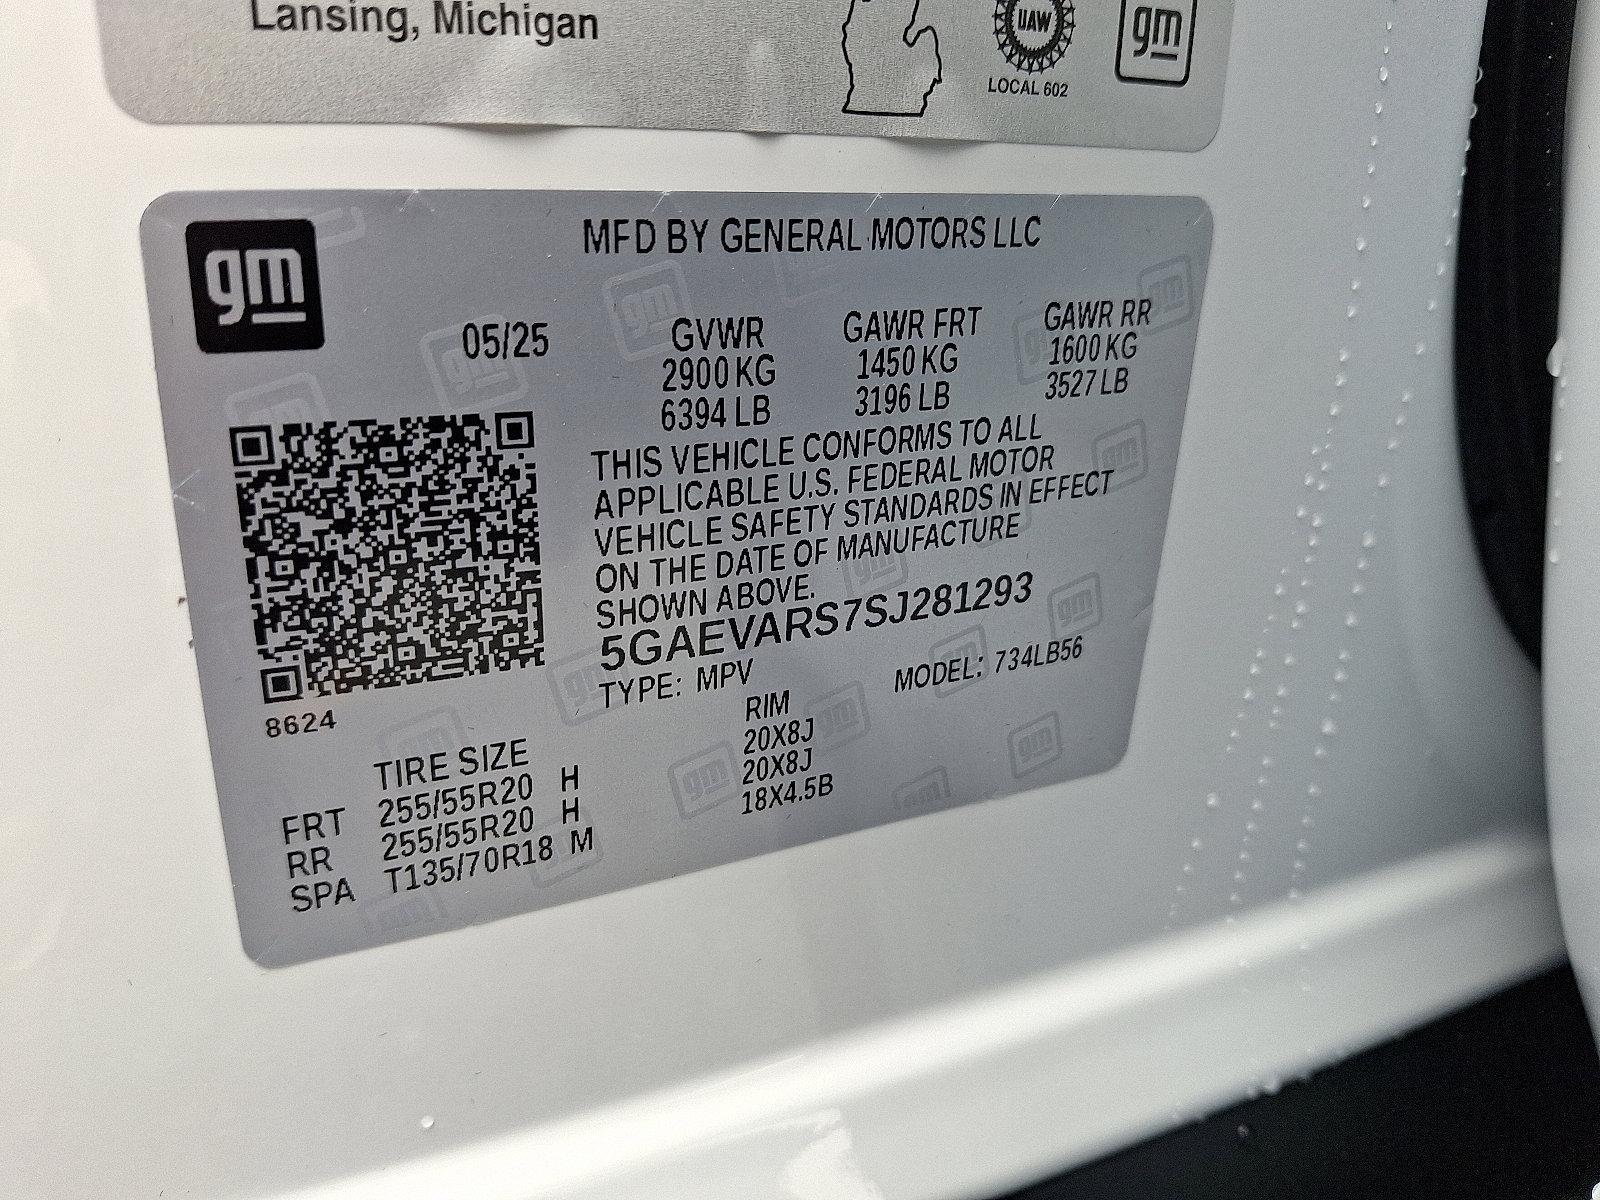 Lansing, Michigan
UAW
LOCAL 602
gm
gm
MFD BY GENERAL MOTORS LLC
05/25
GVWR
2900 KG
6394 LB
GAWR FRT
1450 KG
3196 LB
GAWR RR
1600 KG
3527 LB
THIS VEHICLE CONFORMS TO ALL
APPLICABLE U.S. FEDERAL MOTOR
VEHICLE SAFETY STANDARDS IN EFFECT
ON THE DATE OF MANUFACTURE
SHOWN ABOVE.
5GAEVARS7SJ281293
TYPE: MPV MODEL: 734LB56
8624
TIRE SIZE RIM
FRT 255/55R20 H 20X8J
RR 255/55R20 H 20X8J
SPA T135/70R18 M 18X4.5B